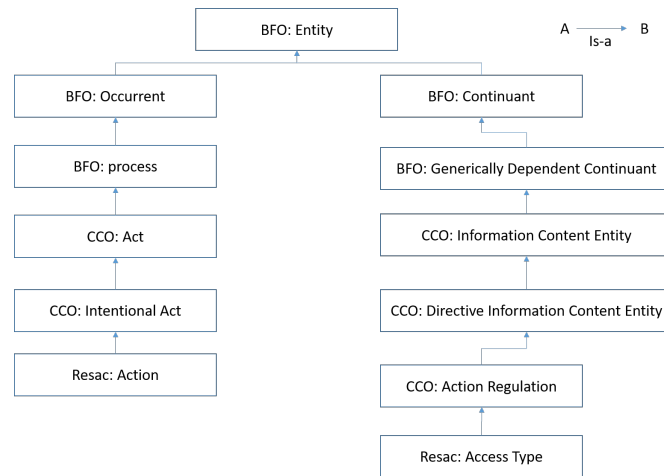 BFO: Entity
A B
Is-a
BFO: Occurrent
BFO: Continuant
BFO: process
BFO: Generically Dependent Continuant
CCO: Act
CCO: Information Content Entity
CCO: Intentional Act
CCO: Directive Information Content Entity
Resac: Action
CCO: Action Regulation
Resac: Access Type